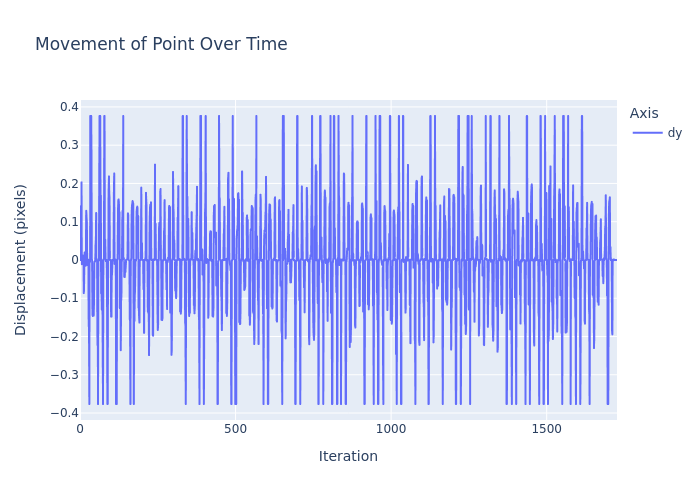 Movement of Point Over Time
Axis
dy
0.4
0.3
0.2
0.1
0
−0.1
−0.2
−0.3
−0.4
Displacement (pixels)
0
500
1000
1500
Iteration